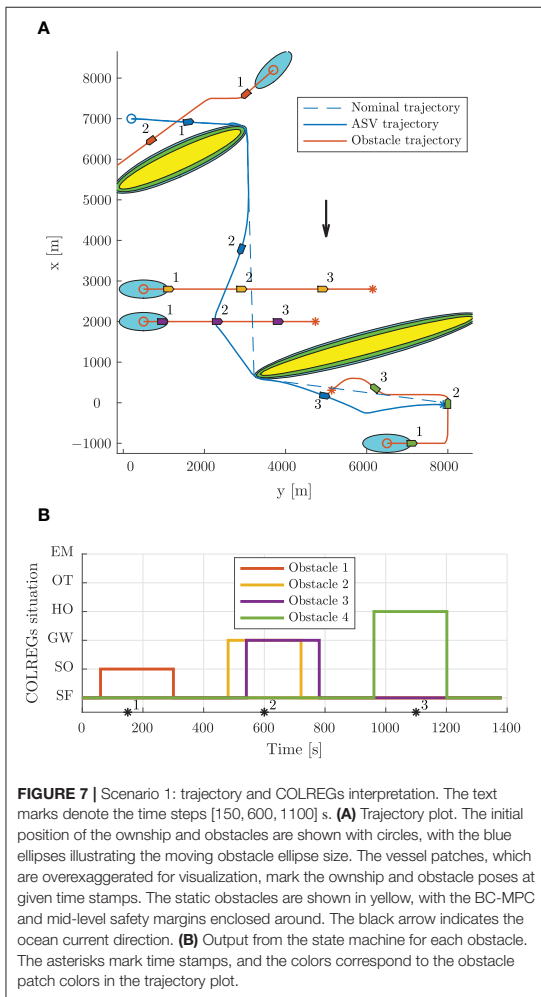 A
8000
7000
6000
5000
4000
3000
2000
1000
0
−1000
x [m]
Nominal trajectory
ASV trajectory
Obstacle trajectory
1
2
1
2
1
2
3
1
2
3
3
3
2
1
0
2000
4000
6000
8000
y [m]
B
EM
OT
HO
GW
SO
SF
COLREGs situation
Obstacle 1
Obstacle 2
Obstacle 3
Obstacle 4
1
2
3
0
200
400
600
800
1000
1200
1400
Time [s]
FIGURE 7 | Scenario 1: trajectory and COLREGs interpretation. The text
marks denote the time steps [150, 600, 1100] s. (A) Trajectory plot. The initial
position of the ownship and obstacles are shown with circles, with the blue
ellipses illustrating the moving obstacle ellipse size. The vessel patches, which
are overexaggerated for visualization, mark the ownship and obstacle poses at
given time stamps. The static obstacles are shown in yellow, with the BC-MPC
and mid-level safety margins enclosed around. The black arrow indicates the
ocean current direction. (B) Output from the state machine for each obstacle.
The asterisks mark time stamps, and the colors correspond to the obstacle
patch colors in the trajectory plot.